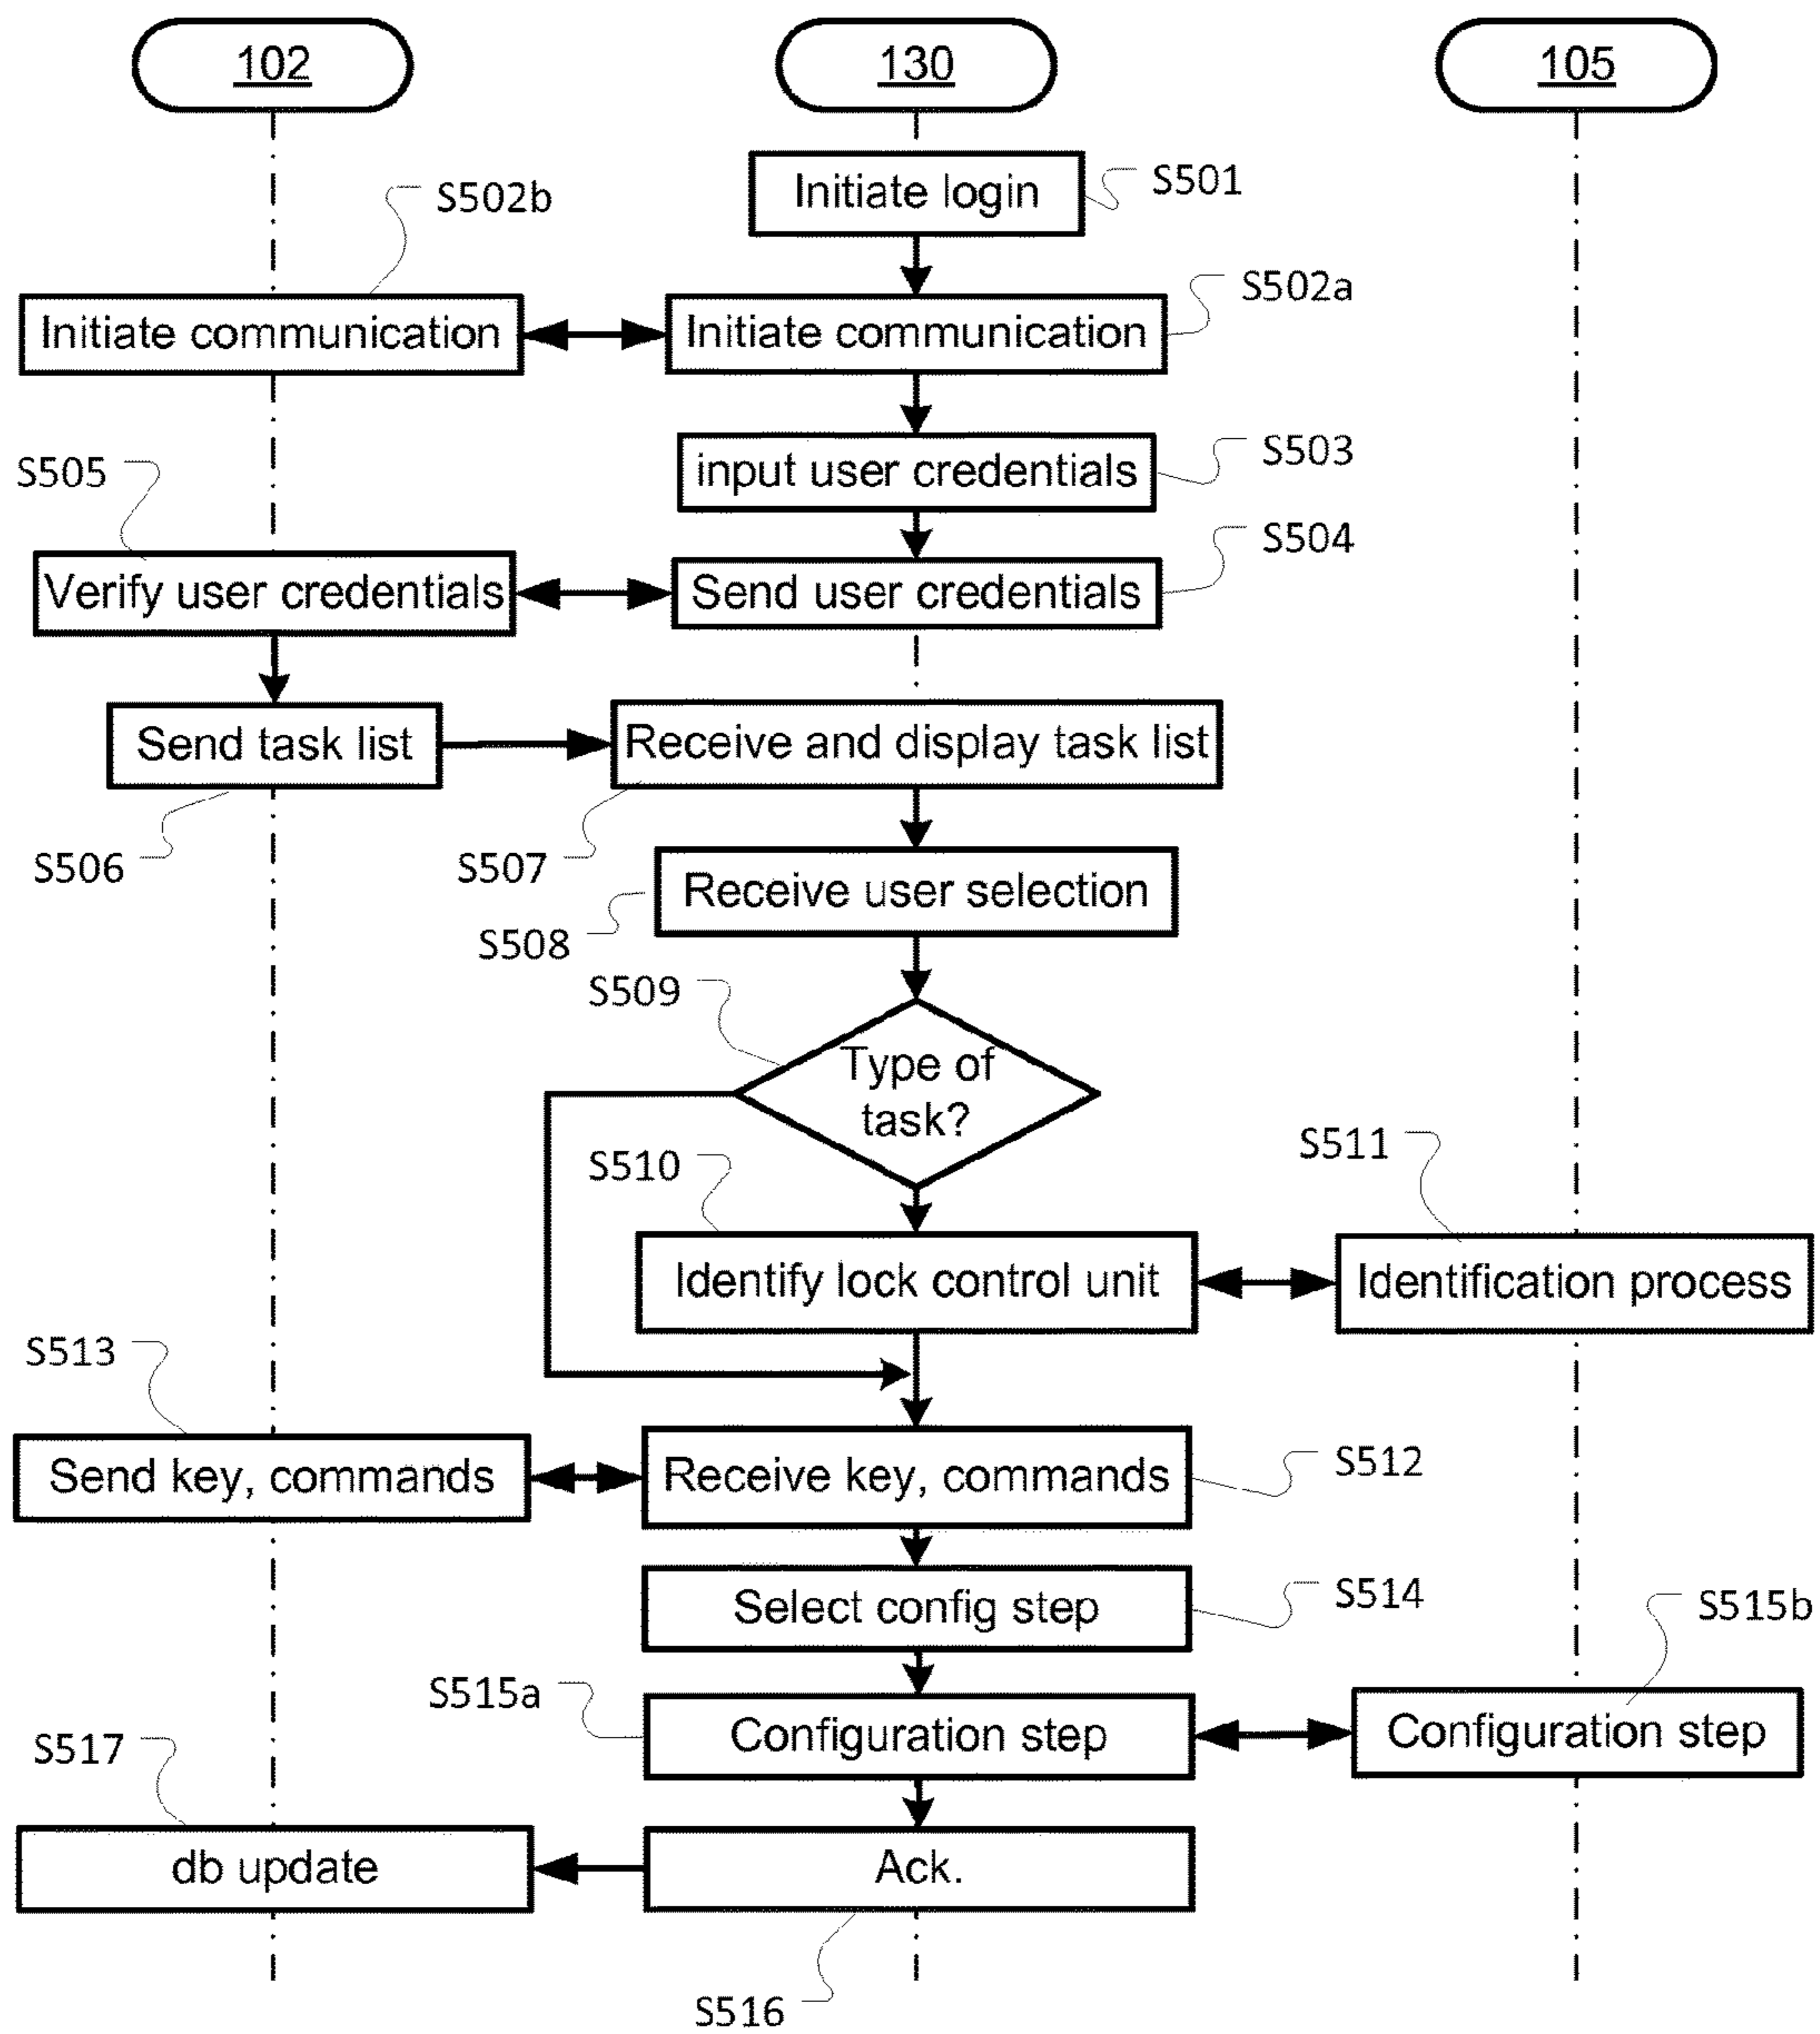 102
130
105
Initiate login
S501
S502b
S502a
Initiate communication
Initiate communication
S503
input user credentials
S505
S504
Verify user credentials
Send user credentials
Send task list
Receive and display task list
S506
S507
Receive user selection
S508
S509
Type of
task?
S510
S511
Identify lock control unit
Identification process
S513
Send key, commands
Receive key, commands
S512
Select config step
S514
S515b
S515a
Configuration step
Configuration step
S517
db update
Ack.
S516